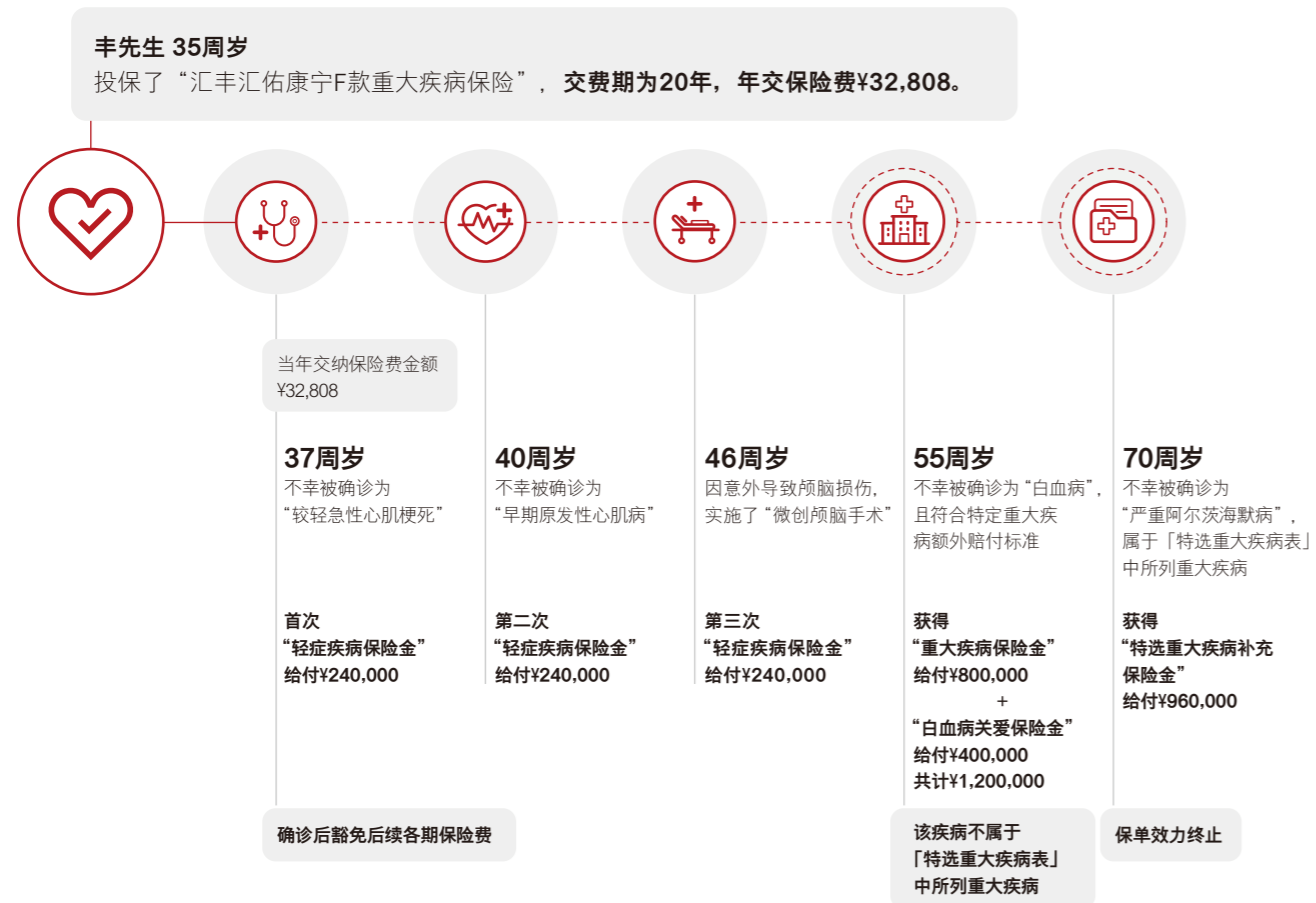 丰先生 35周岁
投保了“汇丰汇佑康宁F款重大疾病保险”，交费期为20年，年交保险费¥32,808。
当年交纳保险费金额
¥32,808
37周岁
不幸被确诊为
“较轻急性心肌梗死”
首次
“轻症疾病保险金”
给付¥240,000
确诊后豁免后续各期保险费
40周岁
不幸被确诊为
“早期原发性心肌病”
第二次
“轻症疾病保险金”
给付¥240,000
46周岁
因意外导致颅脑损伤，
实施了“微创颅脑手术”
第三次
“轻症疾病保险金”
给付¥240,000
55周岁
不幸被确诊为“白血病”，
且符合特定重大疾
病额外赔付标准
获得
“重大疾病保险金”
给付¥800,000
+
“白血病关爱保险金”
给付¥400,000
共计¥1,200,000
该疾病不属于
「特选重大疾病表」
中所列重大疾病
70周岁
不幸被确诊为
“严重阿尔茨海默病”，
属于「特选重大疾病表」
中所列重大疾病
获得
“特选重大疾病补充
保险金”
给付¥960,000
保单效力终止